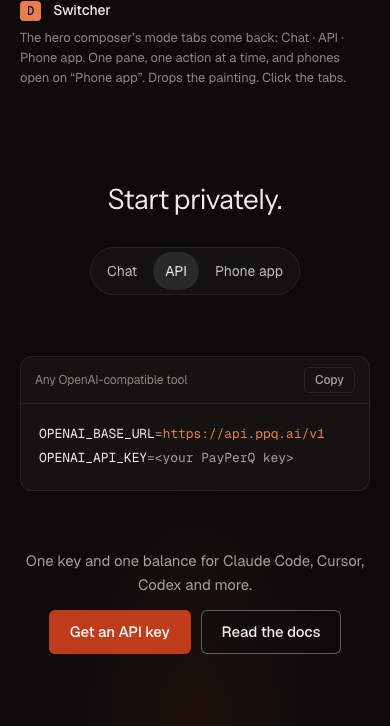 D Switcher
The hero composer's mode tabs come back: Chat · API ·
Phone app. One pane, one action at a time, and phones
open on “Phone app”. Drops the painting. Click the tabs.
Start privately.
Chat API Phone app
Any OpenAI-compatible tool Copy
OPENAI_BASE_URL=https://api.ppq.ai/v1
OPENAI_API_KEY=<your PayPerQ key>
One key and one balance for Claude Code, Cursor,
Codex and more.
Get an API key Read the docs